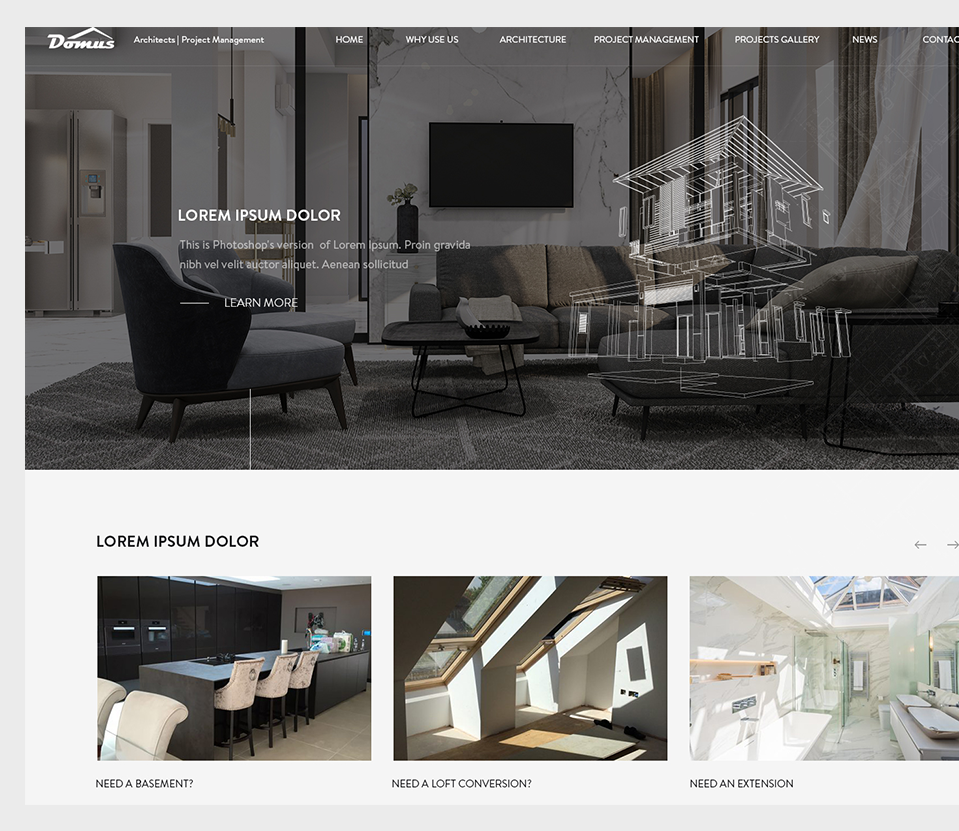 Domus
Architects | Project Management
HOME
WHY USE US
ARCHITECTURE
PROJECT MANAGEMENT
PROJECTS GALLERY
NEWS
CONTAC
LOREM IPSUM DOLOR
This is Photoshop's version of Lorem Ipsum. Proin gravida
nibh vel velit auctor aliquet. Aenean sollicitud
LEARN MORE
LOREM IPSUM DOLOR
NEED A BASEMENT?
NEED A LOFT CONVERSION?
NEED AN EXTENSION